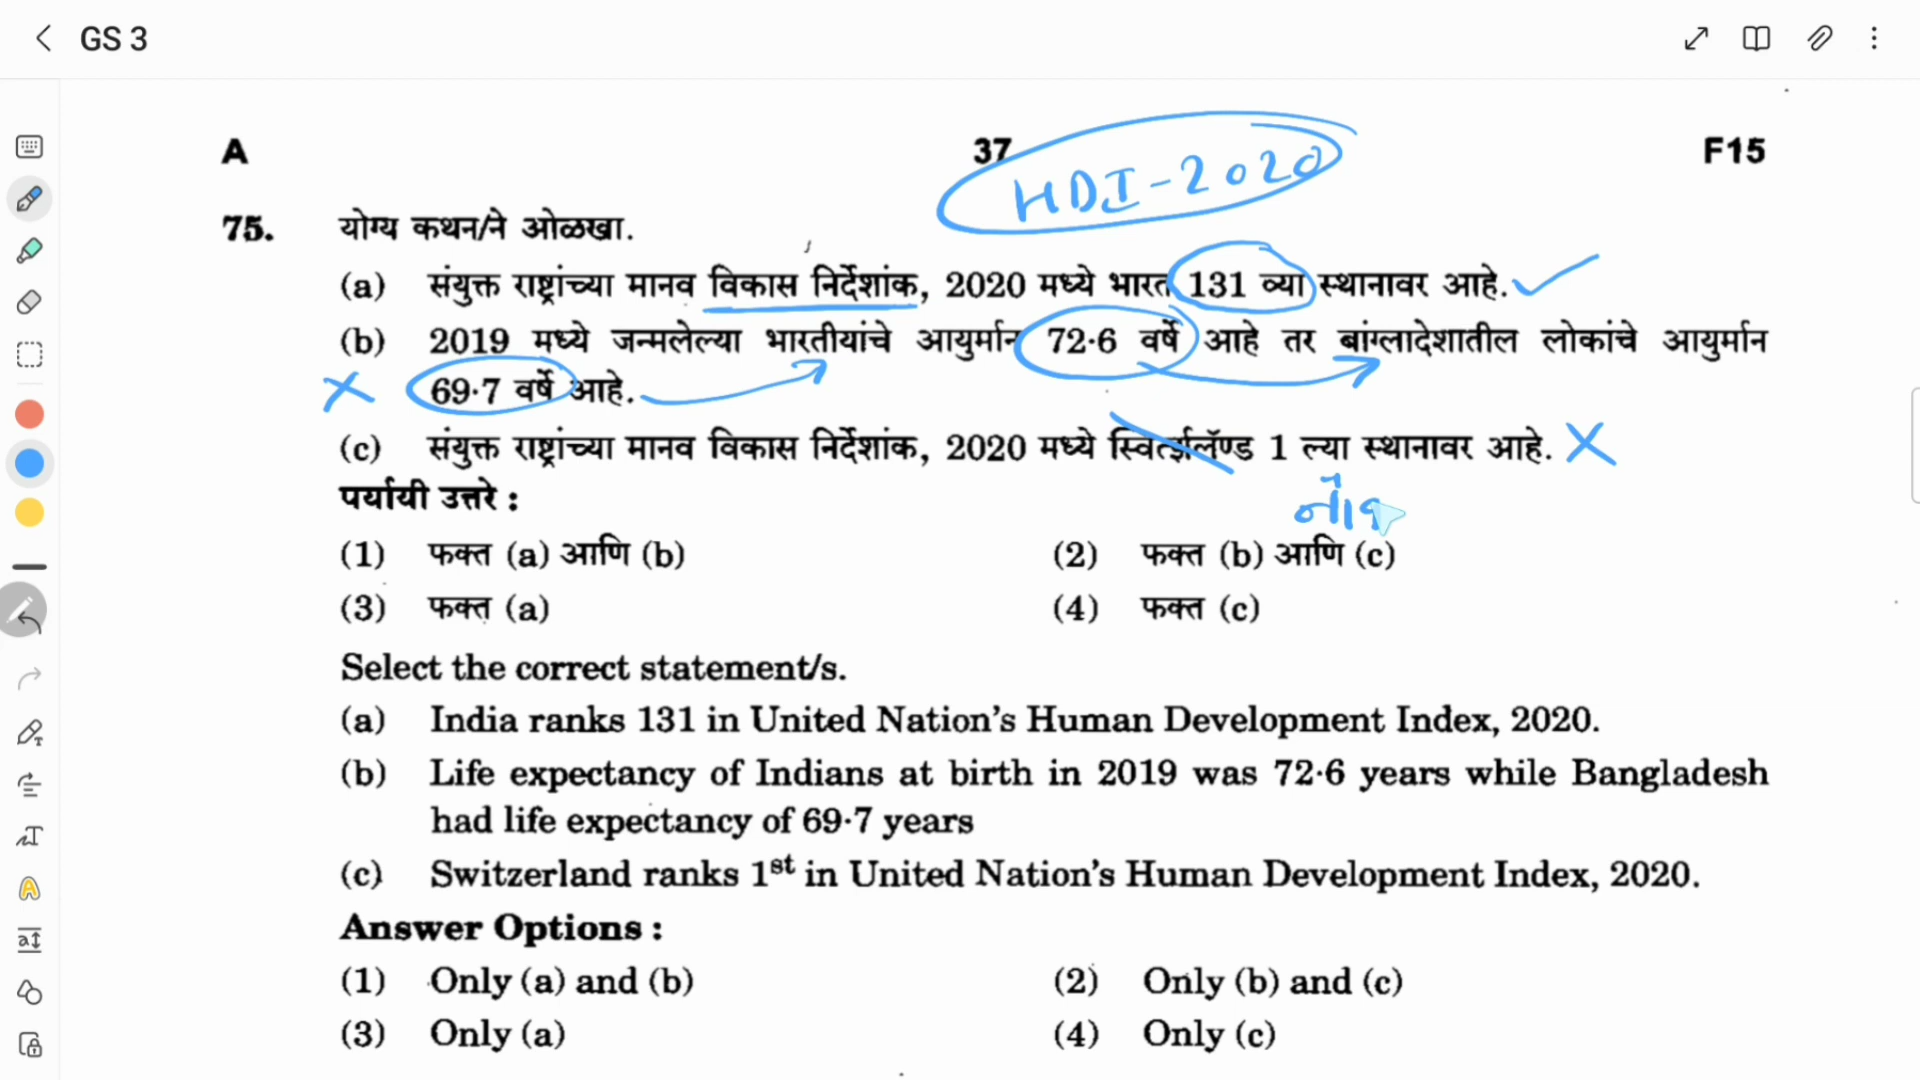 GS 3
A 37 F15
HDI-2020
75. योग्य कथन/ने ओळखा.
(a) संयुक्त राष्ट्रांच्या मानव विकास निर्देशांक, 2020 मध्ये भारत 131 व्या स्थानावर आहे.
(b) 2019 मध्ये जन्मलेल्या भारतीयांचे आयुर्मान 72·6 वर्षे आहे तर बांग्लादेशातील लोकांचे आयुर्मान
69·7 वर्षे आहे.
(c) संयुक्त राष्ट्रांच्या मानव विकास निर्देशांक, 2020 मध्ये स्वित्झर्लॅण्ड 1 ल्या स्थानावर आहे.
पर्यायी उत्तरे :
(1) फक्त (a) आणि (b) (2) फक्त (b) आणि (c)
(3) फक्त (a) (4) फक्त (c)
Select the correct statement/s.
(a) India ranks 131 in United Nation's Human Development Index, 2020.
(b) Life expectancy of Indians at birth in 2019 was 72·6 years while Bangladesh
had life expectancy of 69·7 years
(c) Switzerland ranks 1st in United Nation's Human Development Index, 2020.
Answer Options :
(1) Only (a) and (b) (2) Only (b) and (c)
(3) Only (a) (4) Only (c)